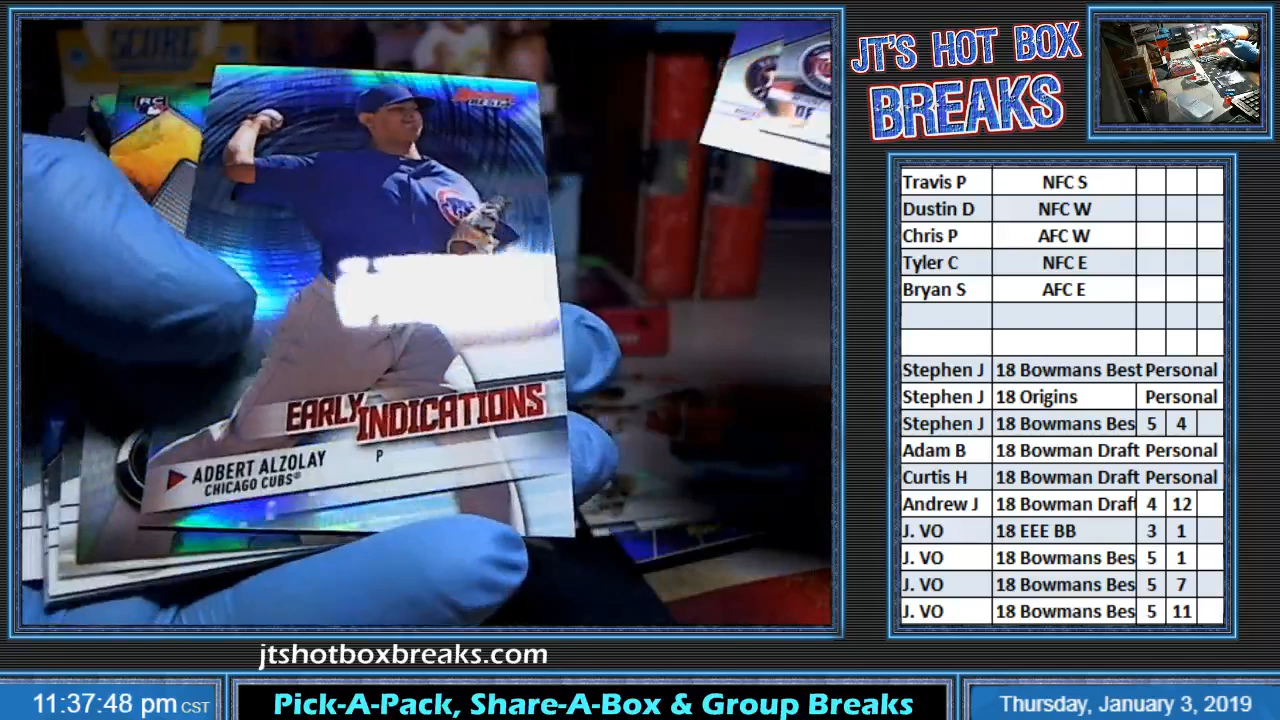 JT'S HOT BOX
BREAKS
RC
EARLY INDICATIONS
ADBERT ALZOLAY
P
CHICAGO CUBS®
Travis P NFC S
Dustin D NFC W
Chris P AFC W
Tyler C NFC E
Bryan S AFC E
Stephen J 18 Bowmans Best Personal
Stephen J 18 Origins Personal
Stephen J 18 Bowmans Bes 5 4
Adam B 18 Bowman Draft Personal
Curtis H 18 Bowman Draft Personal
Andrew J 18 Bowman Draft 4 12
J. VO 18 EEE BB 3 1
J. VO 18 Bowmans Bes 5 1
J. VO 18 Bowmans Bes 5 7
J. VO 18 Bowmans Bes 5 11
jtshotboxbreaks.com
11:37:48 pm CST
Pick-A-Pack, Share-A-Box & Group Breaks
Thursday, January 3, 2019